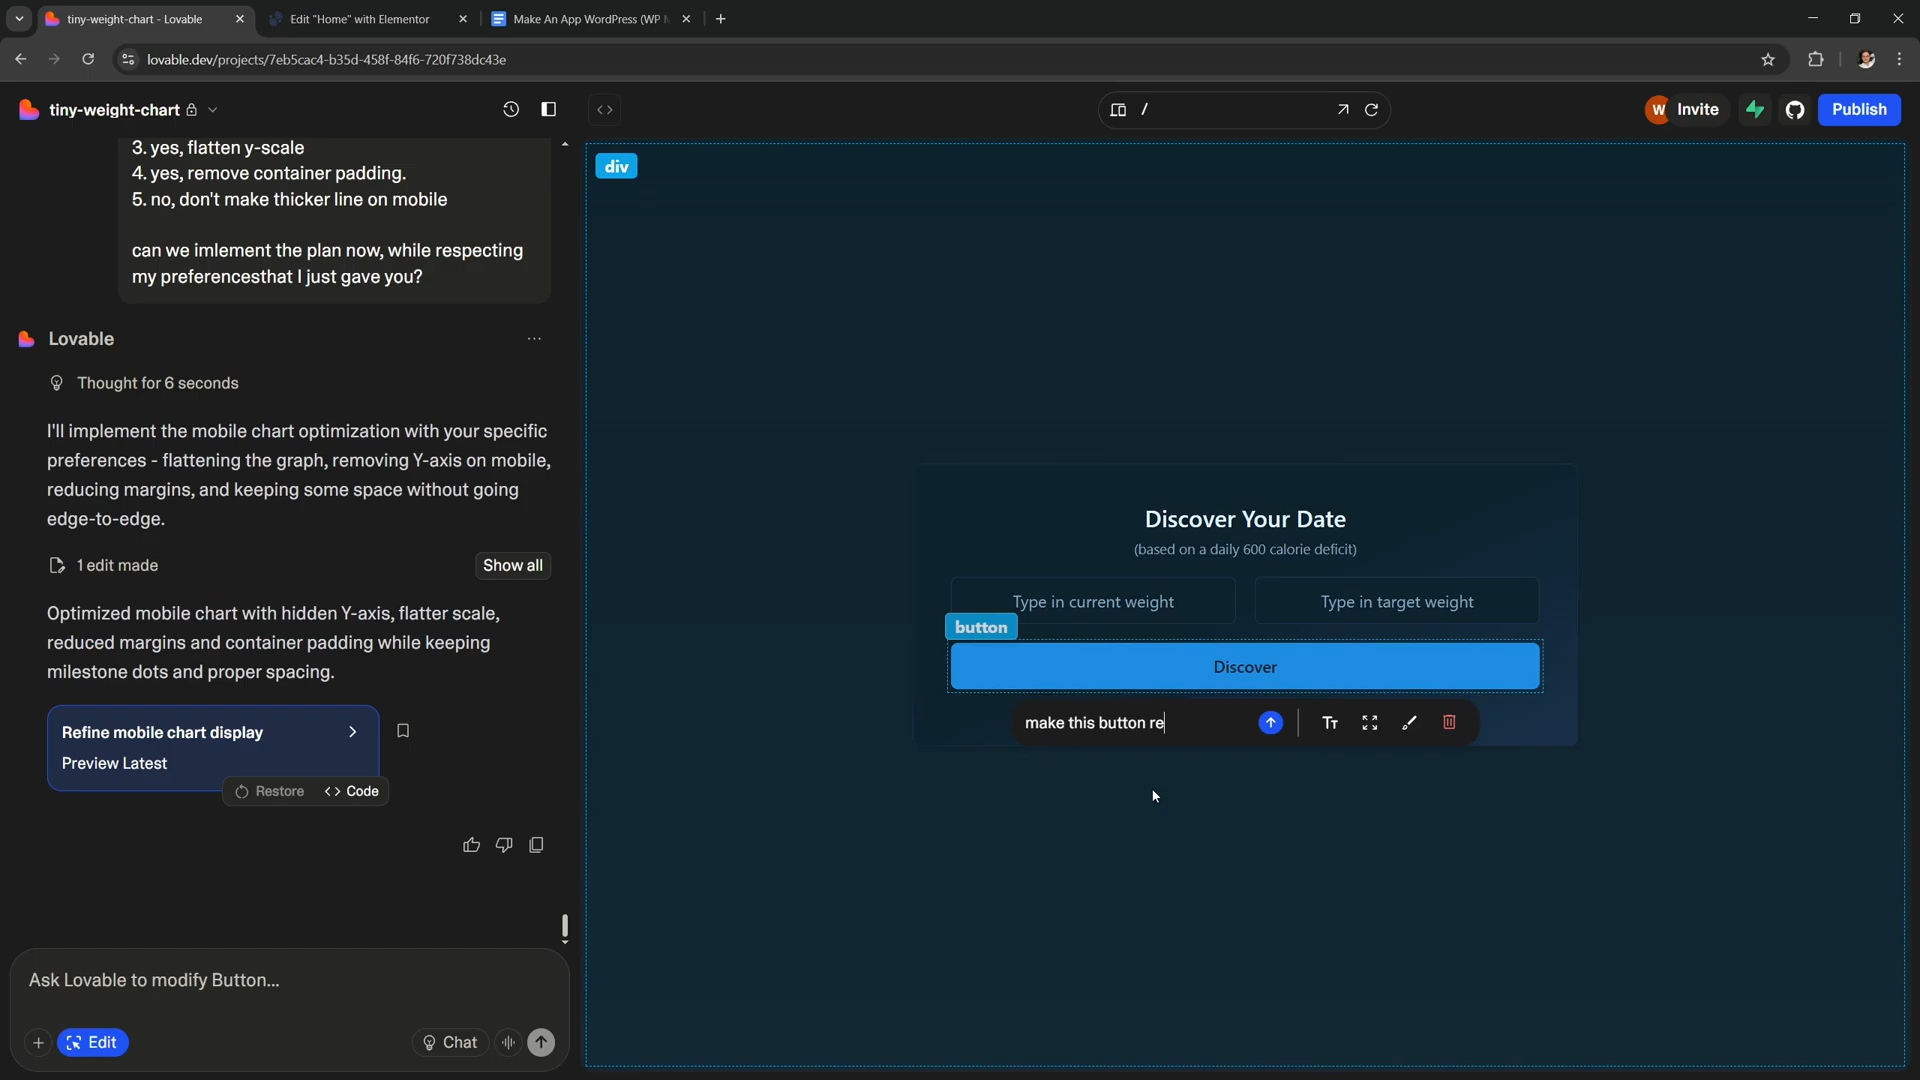 tiny-weight-chart - Lovable
Edit "Home" with Elementor
Make An App WordPress (WP
lovable.dev/projects/7eb5cac4-b35d-458f-84f6-720f738dc43e
tiny-weight-chart
/
W
Invite
Publish
3. yes, flatten y-scale
4. yes, remove container padding.
5. no, don't make thicker line on mobile
can we imlement the plan now, while respecting
my preferencesthat I just gave you?
Lovable
Thought for 6 seconds
I'll implement the mobile chart optimization with your specific
preferences - flattening the graph, removing Y-axis on mobile,
reducing margins, and keeping some space without going
edge-to-edge.
1 edit made
Show all
Optimized mobile chart with hidden Y-axis, flatter scale,
reduced margins and container padding while keeping
milestone dots and proper spacing.
Refine mobile chart display
Preview Latest
Restore
<> Code
Ask Lovable to modify Button...
Edit
Chat
div
Discover Your Date
(based on a daily 600 calorie deficit)
Type in current weight
Type in target weight
button
Discover
make this button re
Tт